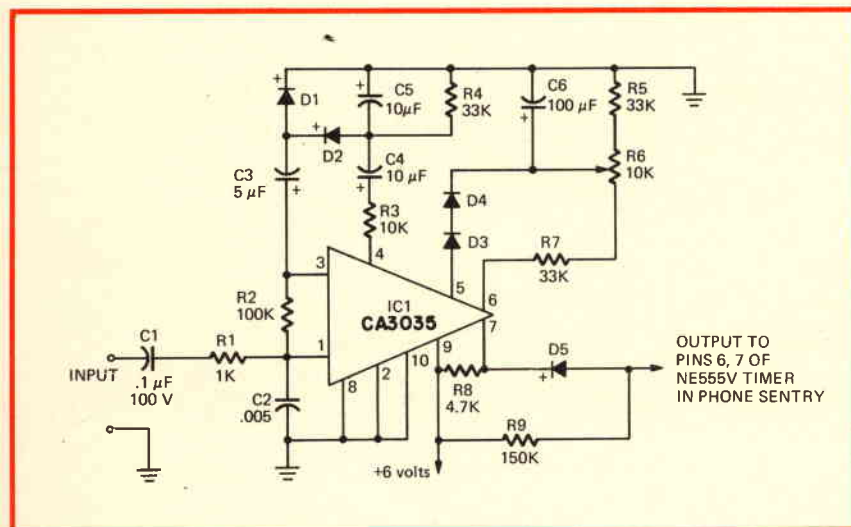 +
D1
C5
+
10µF
R4
33K
C6
100 µF
+
R5
33K
+
D2
C3
5 µF
+
C4
10 µF
+
R3
10K
R6
10K
D4
D3
R7
33K
3
4
5
6
7
R2
100K
IC1
CA3035
1
9
10
8
2
C1
R1
INPUT
.1 µF
100 V
1K
C2
.005
R8
4.7K
D5
+
R9
150K
+6 volts
OUTPUT TO
PINS 6, 7 OF
NE555V TIMER
IN PHONE SENTRY